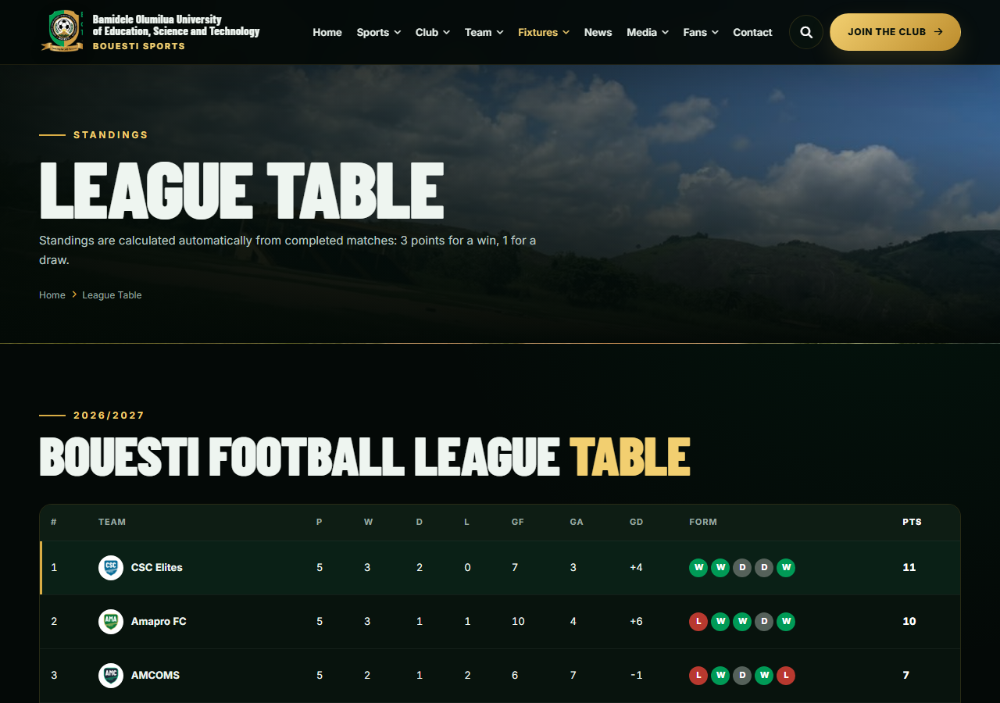 Bamidele Olumilua University
of Education, Science and Technology
BOUESTI SPORTS
Home Sports Club Team Fixtures News Media Fans Contact
JOIN THE CLUB →
STANDINGS
LEAGUE TABLE
Standings are calculated automatically from completed matches: 3 points for a win, 1 for a
draw.
Home > League Table
2026/2027
BOUESTI FOOTBALL LEAGUE TABLE
# TEAM P W D L GF GA GD FORM PTS
1 CSC CSC Elites 5 3 2 0 7 3 +4 W W D D W 11
2 AMA Amapro FC 5 3 1 1 10 4 +6 L W W D W 10
3 AMC AMCOMS 5 2 1 2 6 7 -1 L W D W L 7